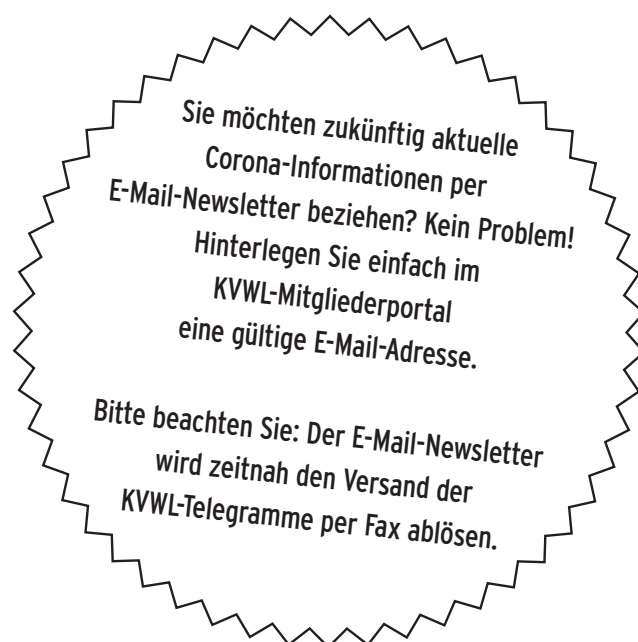 Sie möchten zukünftig aktuelle
Corona-Informationen per
E-Mail-Newsletter beziehen? Kein Problem!
Hinterlegen Sie einfach im
KVWL-Mitgliederportal
eine gültige E-Mail-Adresse.
Bitte beachten Sie: Der E-Mail-Newsletter
wird zeitnah den Versand der
KVWL-Telegramme per Fax ablösen.